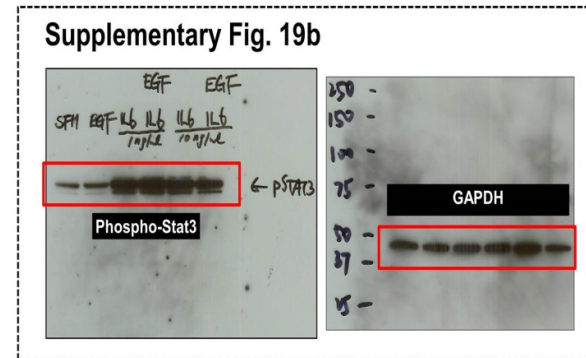 Supplementary Fig. 19b
EGF EGF
SFM EGF IL6 IL6 IL6 IL6
1ng/ml 10ng/ml
← pSTAT3
Phospho-Stat3
250 -
150 -
100 -
75 -
GAPDH
50 -
37 -
25 -